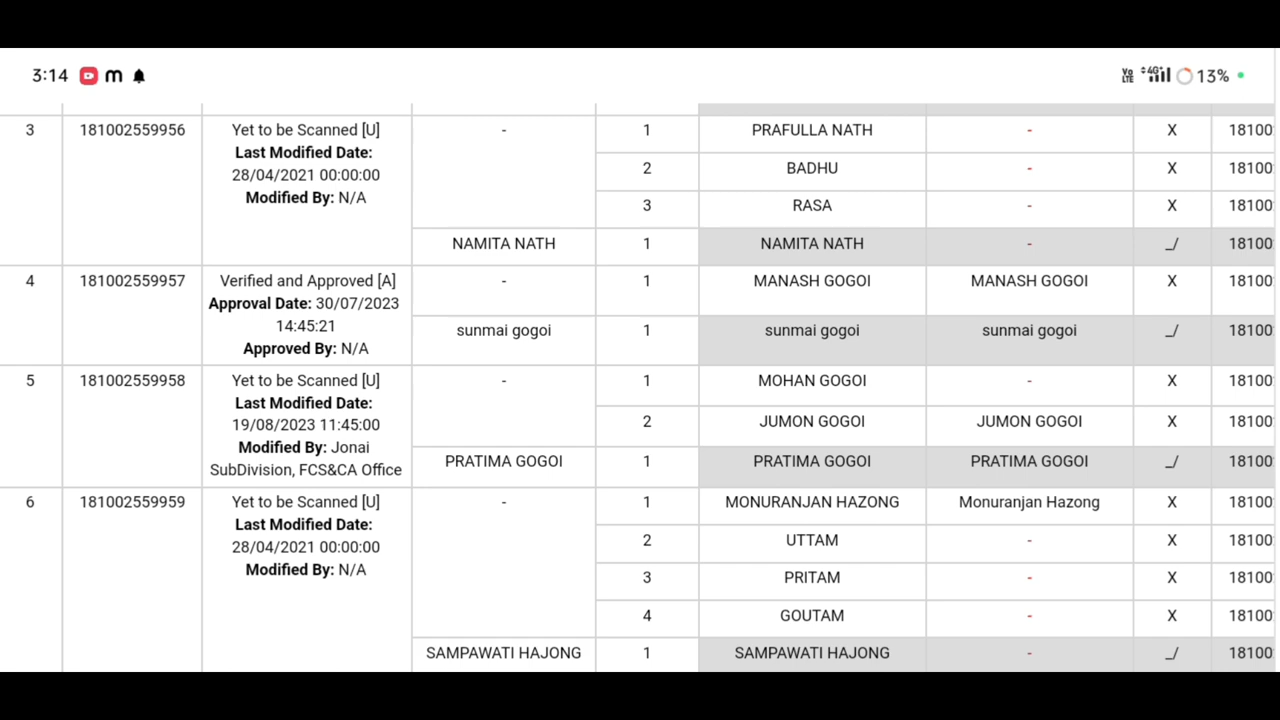 3:14 m Vo LTE 4G 13%
3 181002559956 Yet to be Scanned [U] - 1 PRAFULLA NATH - X 18100
Last Modified Date:
28/04/2021 00:00:00 2 BADHU - X 18100
Modified By: N/A 3 RASA - X 18100
NAMITA NATH 1 NAMITA NATH - _/ 18100
4 181002559957 Verified and Approved [A] - 1 MANASH GOGOI MANASH GOGOI X 18100
Approval Date: 30/07/2023
14:45:21 sunmai gogoi 1 sunmai gogoi sunmai gogoi _/ 18100
Approved By: N/A
5 181002559958 Yet to be Scanned [U] - 1 MOHAN GOGOI - X 18100
Last Modified Date:
19/08/2023 11:45:00 2 JUMON GOGOI JUMON GOGOI X 18100
Modified By: Jonai
SubDivision, FCS&CA Office PRATIMA GOGOI 1 PRATIMA GOGOI PRATIMA GOGOI _/ 18100
6 181002559959 Yet to be Scanned [U] - 1 MONURANJAN HAZONG Monuranjan Hazong X 18100
Last Modified Date:
28/04/2021 00:00:00 2 UTTAM - X 18100
Modified By: N/A 3 PRITAM - X 18100
4 GOUTAM - X 18100
SAMPAWATI HAJONG 1 SAMPAWATI HAJONG - _/ 18100